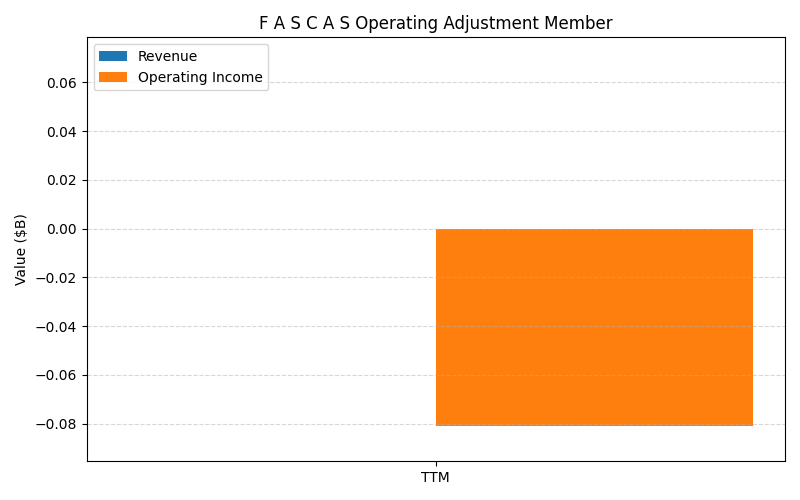 F A S C A S Operating Adjustment Member
Revenue
Operating Income
0.06
0.04
0.02
0.00
−0.02
−0.04
−0.06
−0.08
Value ($B)
TTM